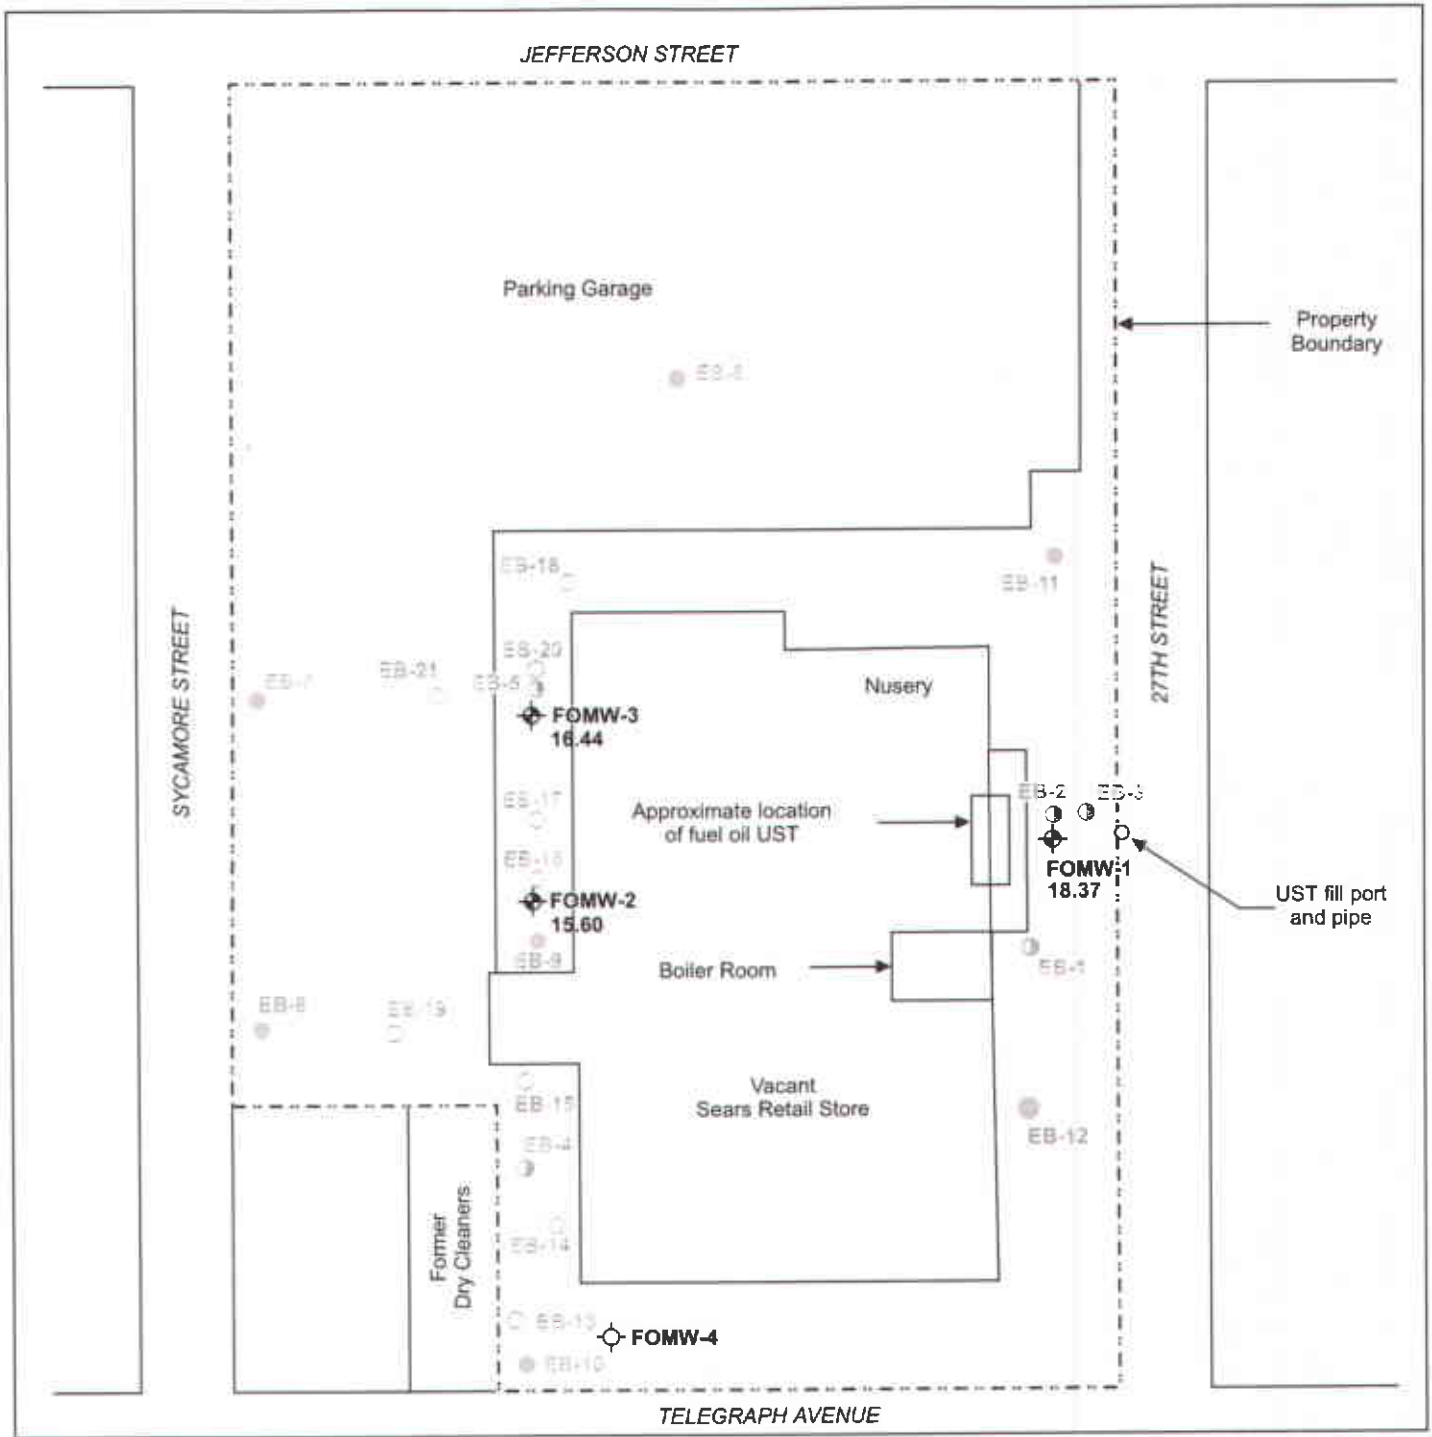 JEFFERSON STREET
Parking Garage
Property
Boundary
EB-18
EB-11
SYCAMORE STREET
27TH STREET
EB-20
EB-21
EB-7
Nusery
FOMW-3
16.44
EB-17
Approximate location
of fuel oil UST
EB-2
EB-3
FOMW-1
18.37
UST fill port
and pipe
FOMW-2
15.60
EB-9
Boiler Room
EB-1
EB-19
Vacant
Sears Retail Store
EB-12
EB-4
EB-14
Former
Dry Cleaners
FOMW-4
EB-10
TELEGRAPH AVENUE